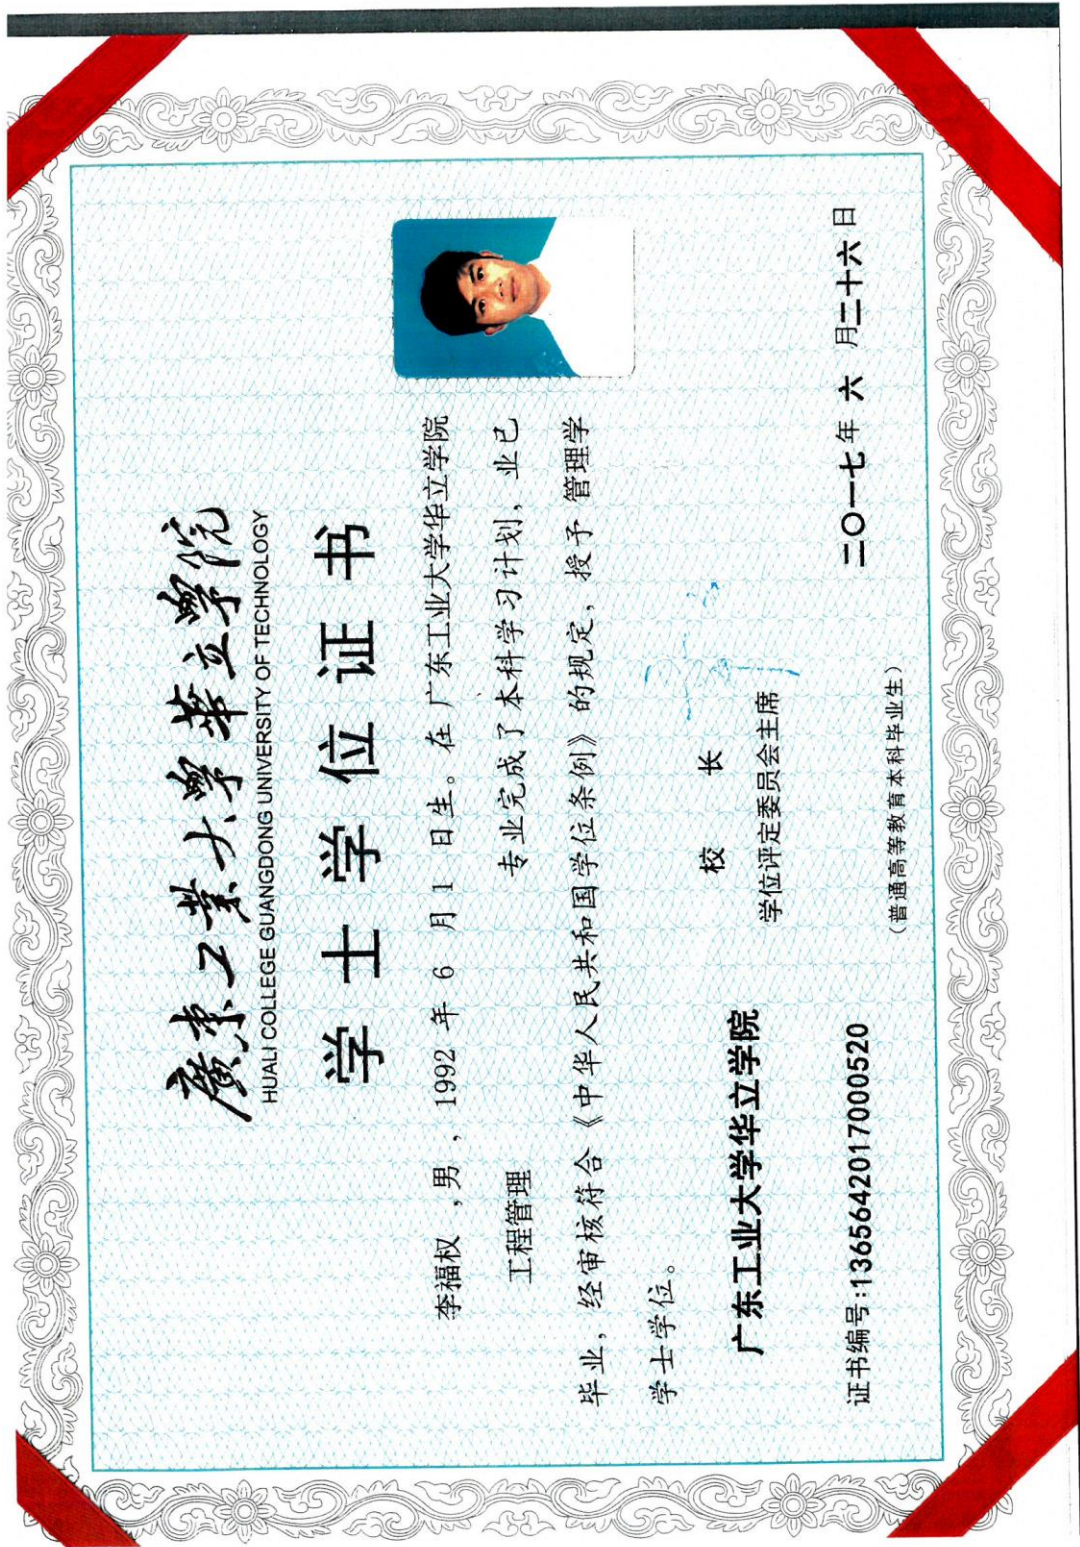 廣東工業大學華立學院
HUALI COLLEGE GUANGDONG UNIVERSITY OF TECHNOLOGY
学士学位证书
李福权 ,男 , 1992 年 6 月 1 日生。在 广东工业大学华立学院
工程管理 专业完成了本科学习计划，业已
毕业，经审核符合《中华人民共和国学位条例》的规定，授予 管理学
学士学位。
广东工业大学华立学院
校 长
学位评定委员会主席
证书编号:1365642017000520
二〇一七年 六 月二十六日
（普通高等教育本科毕业生）